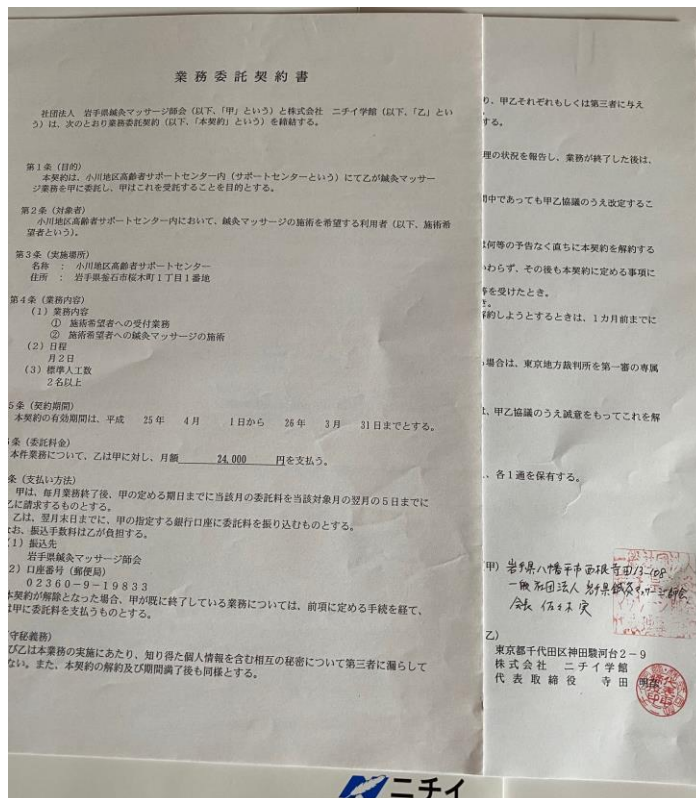 業務委託契約書
社団法人 岩手県鍼灸マッサージ師会(以下、「甲」という)と株式会社 ニチイ学館(以下、「乙」とい
う)は、次のとおり業務委託契約(以下、「本契約」という)を締結する。
第1条(目的)
本契約は、小川地区高齢者サポートセンター内(サポートセンターという)にて乙が鍼灸マッサー
ジ業務を甲に委託し、甲はこれを受託することを目的とする。
第2条(対象者)
小川地区高齢者サポートセンター内において、鍼灸マッサージの施術を希望する利用者(以下、施術希
望者という)。
第3条(実施場所)
名称 : 小川地区高齢者サポートセンター
住所 : 岩手県釜石市桜木町1丁目1番地
第4条(業務内容)
(1)業務内容
① 施術希望者への受付業務
② 施術希望者への鍼灸マッサージの施術
(2)日程
月2日
(3)標準人工数
2名以上
5条(契約期間)
本契約の有効期間は、平成 25年 4月 1日から 26年 3月 31日までとする。
条(委託料金)
本件業務について、乙は甲に対し、月額 24,000 円を支払う。
条(支払い方法)
甲は、毎月業務終了後、甲の定める期日までに当該月の委託料を当該対象月の翌月の5日までに
乙に請求するものとする。
乙は、翌月末日までに、甲の指定する銀行口座に委託料を振り込むものとする。
なお、振込手数料は乙が負担する。
(1)振込先
岩手県鍼灸マッサージ師会
2)口座番号(郵便局)
02360-9-19833
本契約が解除となった場合、甲が既に終了している業務については、前項に定める手続を経て、
は甲に委託料を支払うものとする。
守秘義務)
び乙は本業務の実施にあたり、知り得た個人情報を含む相互の秘密について第三者に漏らして
ない。また、本契約の解約及び期間満了後も同様とする。
り、甲乙それぞれもしくは第三者に与え
する。
理の状況を報告し、業務が終了した後は、
間中であっても甲乙協議のうえ改定するこ
は何等の予告なく直ちに本契約を解約する
かわらず、その後も本契約に定める事項に
等を受けたとき。
き。
解約しようとするときは、1カ月前までに
場合は、東京地方裁判所を第一審の専属
は、甲乙協議のうえ誠意をもってこれを解
、各1通を保有する。
甲) 岩手県八幡平市西根寺田13-108
一般社団法人 岩手県鍼灸マッサージ師会
会長 佐々木 実
乙)
東京都千代田区神田駿河台2-9
株式会社 ニチイ学館
代表取締役 寺田
ニチイ